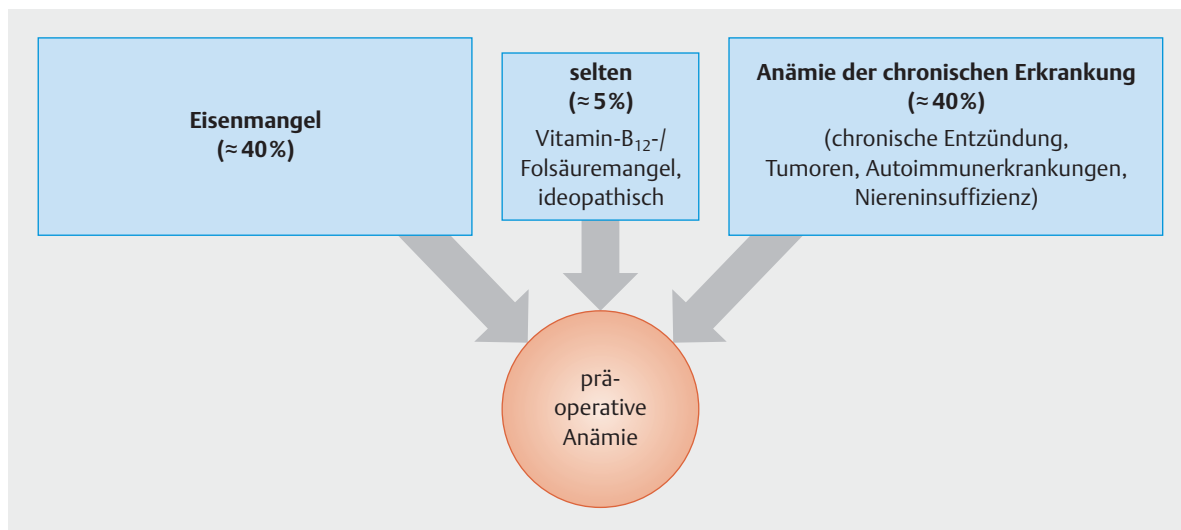 Eisenmangel
(≈ 40 %)
selten
(≈ 5 %)
Vitamin-B₁₂-/
Folsäuremangel,
ideopathisch
Anämie der chronischen Erkrankung
(≈ 40 %)
(chronische Entzündung,
Tumoren, Autoimmunerkrankungen,
Niereninsuffizienz)
prä-
operative
Anämie